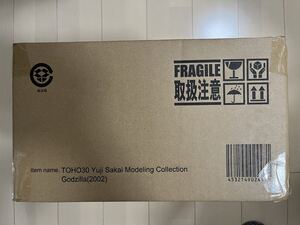 FRAGILE
取扱注意
Item name: TOHO30 Yuji Sakai Modeling Collection
Godzilla(2002)